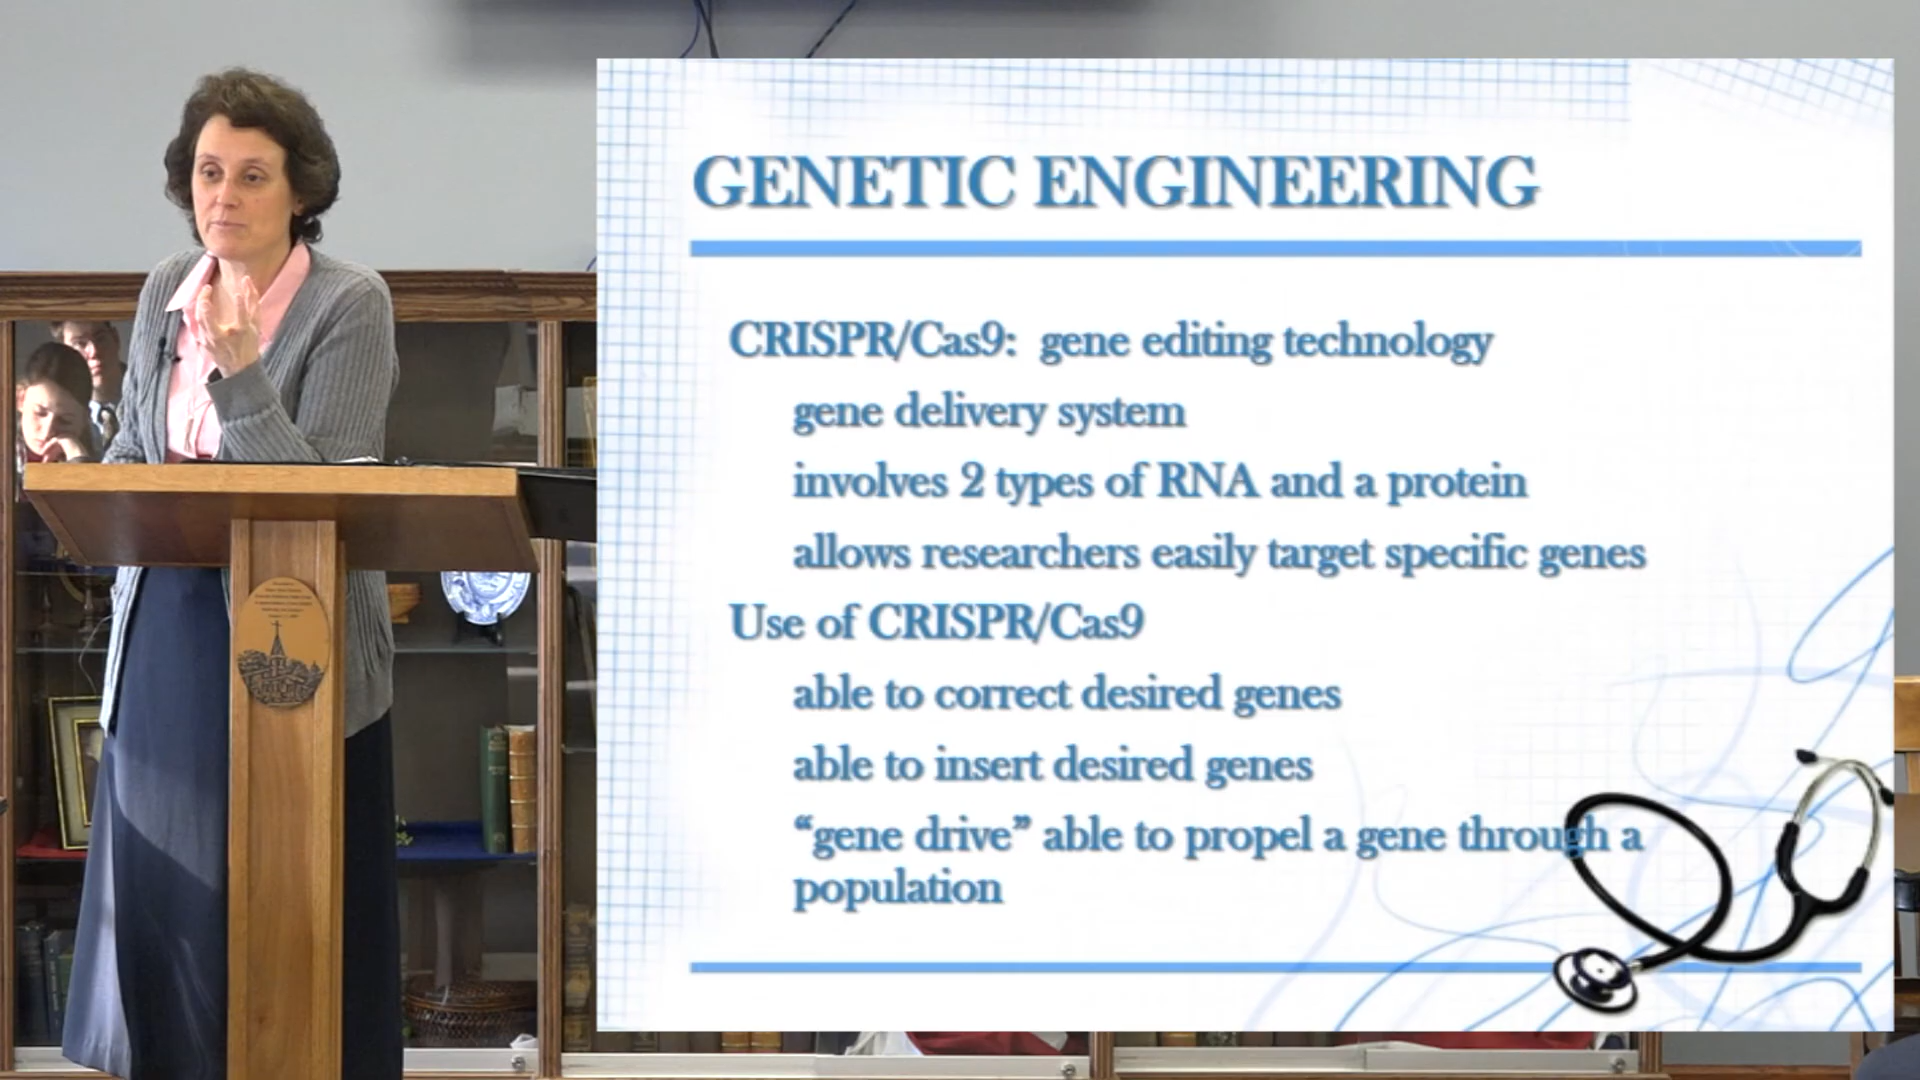 GENETIC ENGINEERING
CRISPR/Cas9:  gene editing technology
gene delivery system
involves 2 types of RNA and a protein
allows researchers easily target specific genes
Use of CRISPR/Cas9
able to correct desired genes
able to insert desired genes
“gene drive” able to propel a gene through a
population